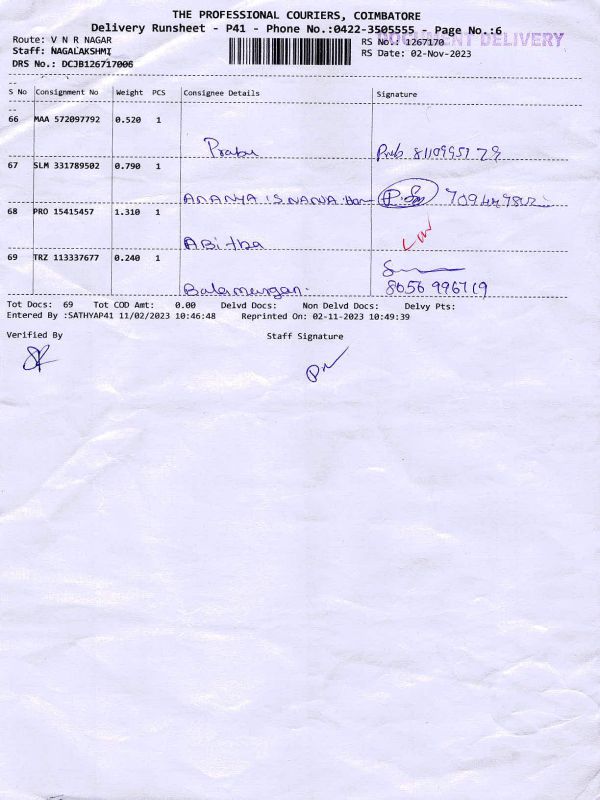 THE PROFESSIONAL COURIERS, COIMBATORE
Delivery Runsheet - P41 - Phone No.:0422-3505555 - Page No.:6
DOCUMENT DELIVERY
Route: V N R NAGAR RS No.: 1267170
Staff: NAGALAKSHMI RS Date: 02-Nov-2023
DRS No.: DCJB126717006
S No Consignment No Weight PCS Consignee Details Signature
66 MAA 572097792 0.520 1
Prabu
67 SLM 331789502 0.790 1
ANANYA'S NANA
68 PRO 15415457 1.310 1
Abitha
69 TRZ 113337677 0.240 1
Balamurgan. 8056 996719
Tot Docs: 69 Tot COD Amt: 0.00 Delvd Docs: Non Delvd Docs: Delvy Pts:
Entered By :SATHYAP41 11/02/2023 10:46:48 Reprinted On: 02-11-2023 10:49:39
Verified By Staff Signature